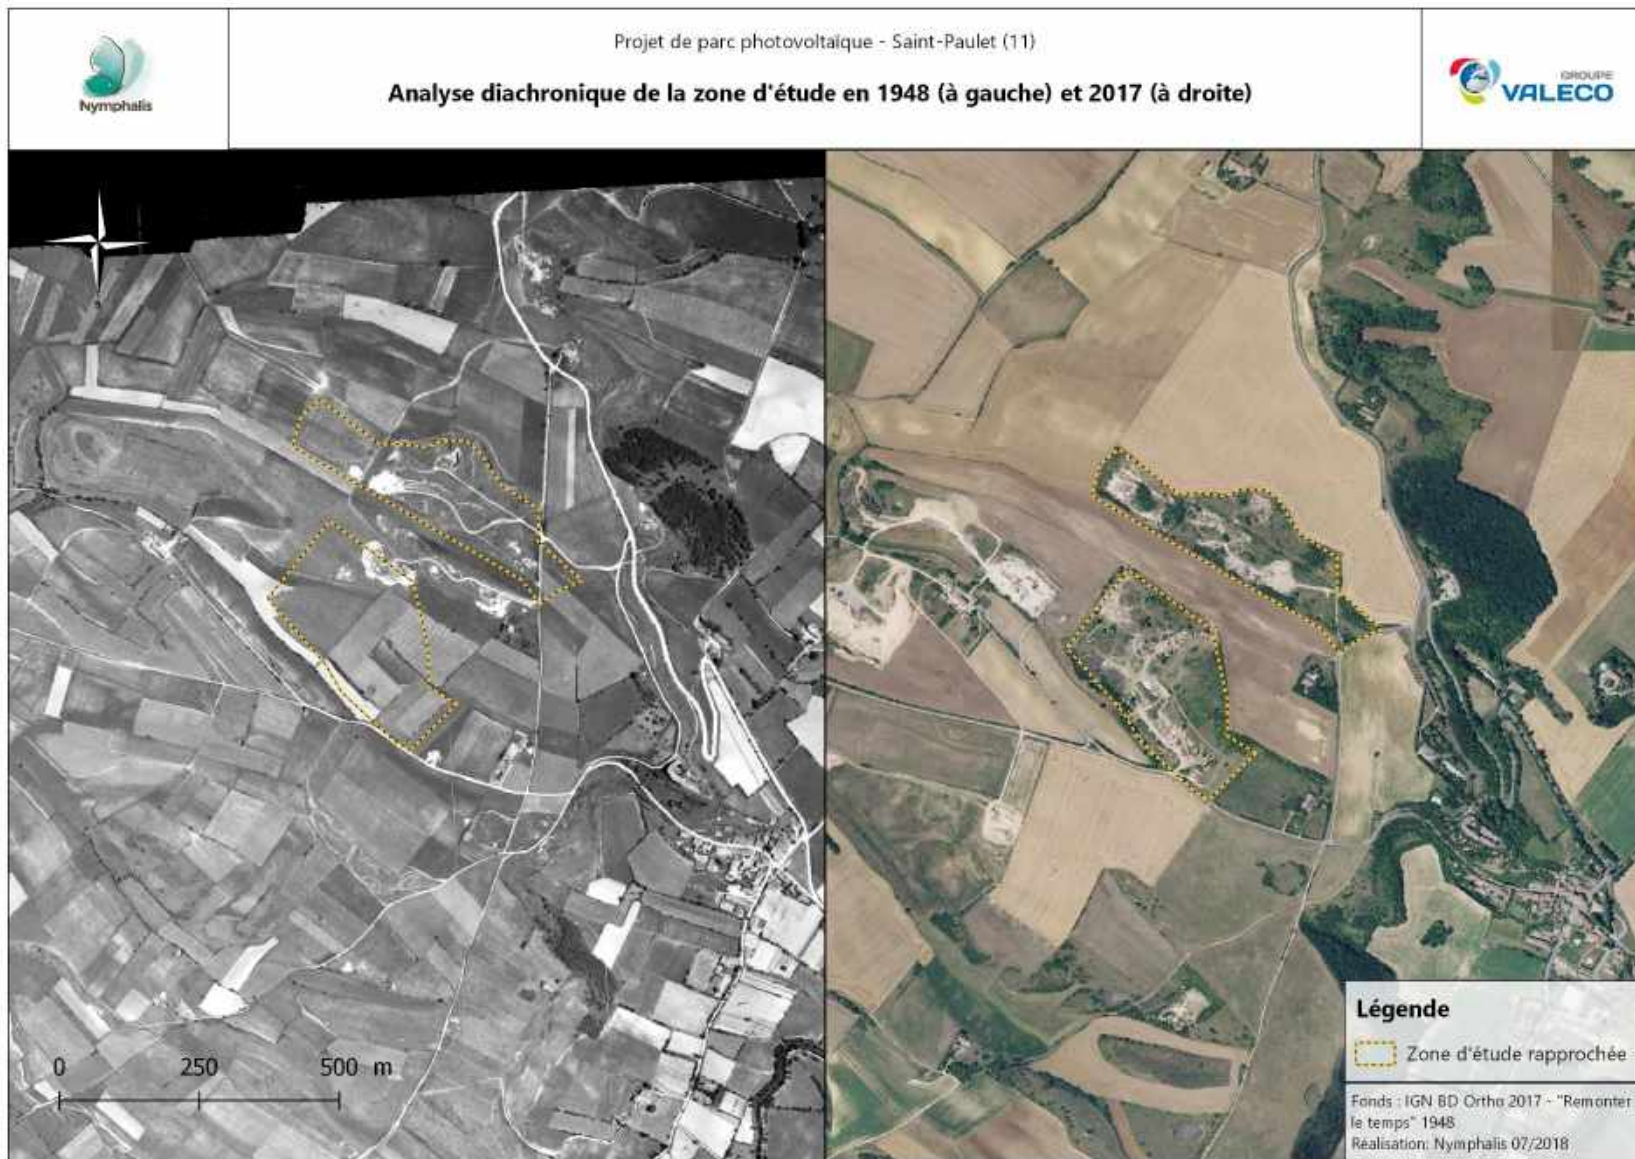 Nymphalis
Projet de parc photovoltaïque - Saint-Paulet (11)
Analyse diachronique de la zone d'étude en 1948 (à gauche) et 2017 (à droite)
GROUPE
VALECO
0 250 500 m
Légende
Zone d'étude rapprochée
Fonds : IGN BD Ortho 2017 - "Remonter
le temps" 1948
Réalisation: Nymphalis 07/2018